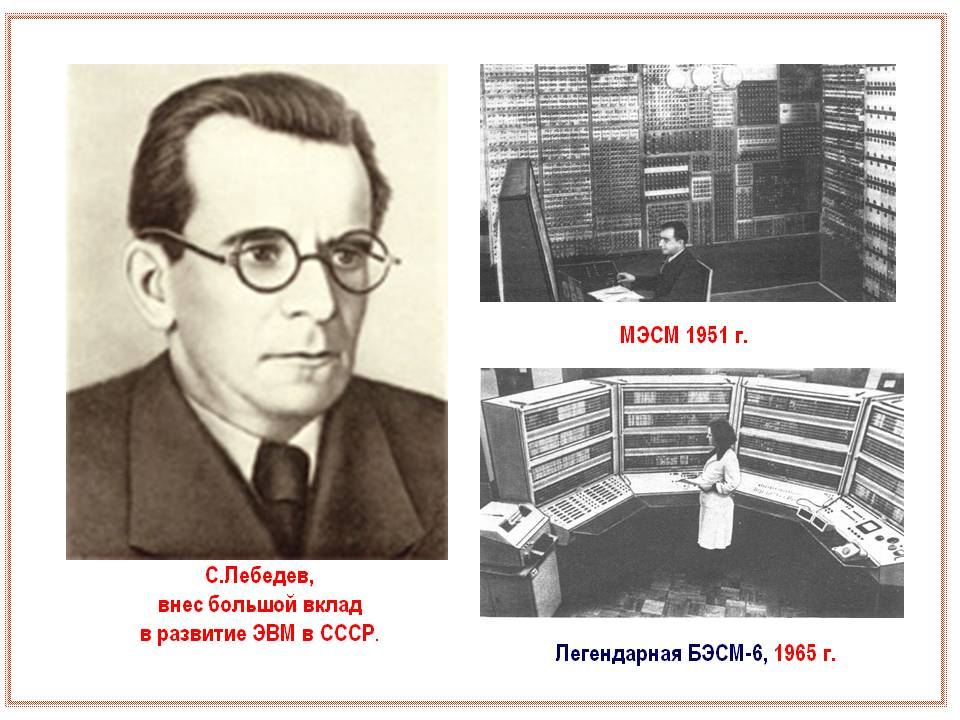 С.Лебедев,
внес большой вклад
в развитие ЭВМ в СССР.
МЭСМ 1951 г.
Легендарная БЭСМ-6, 1965 г.